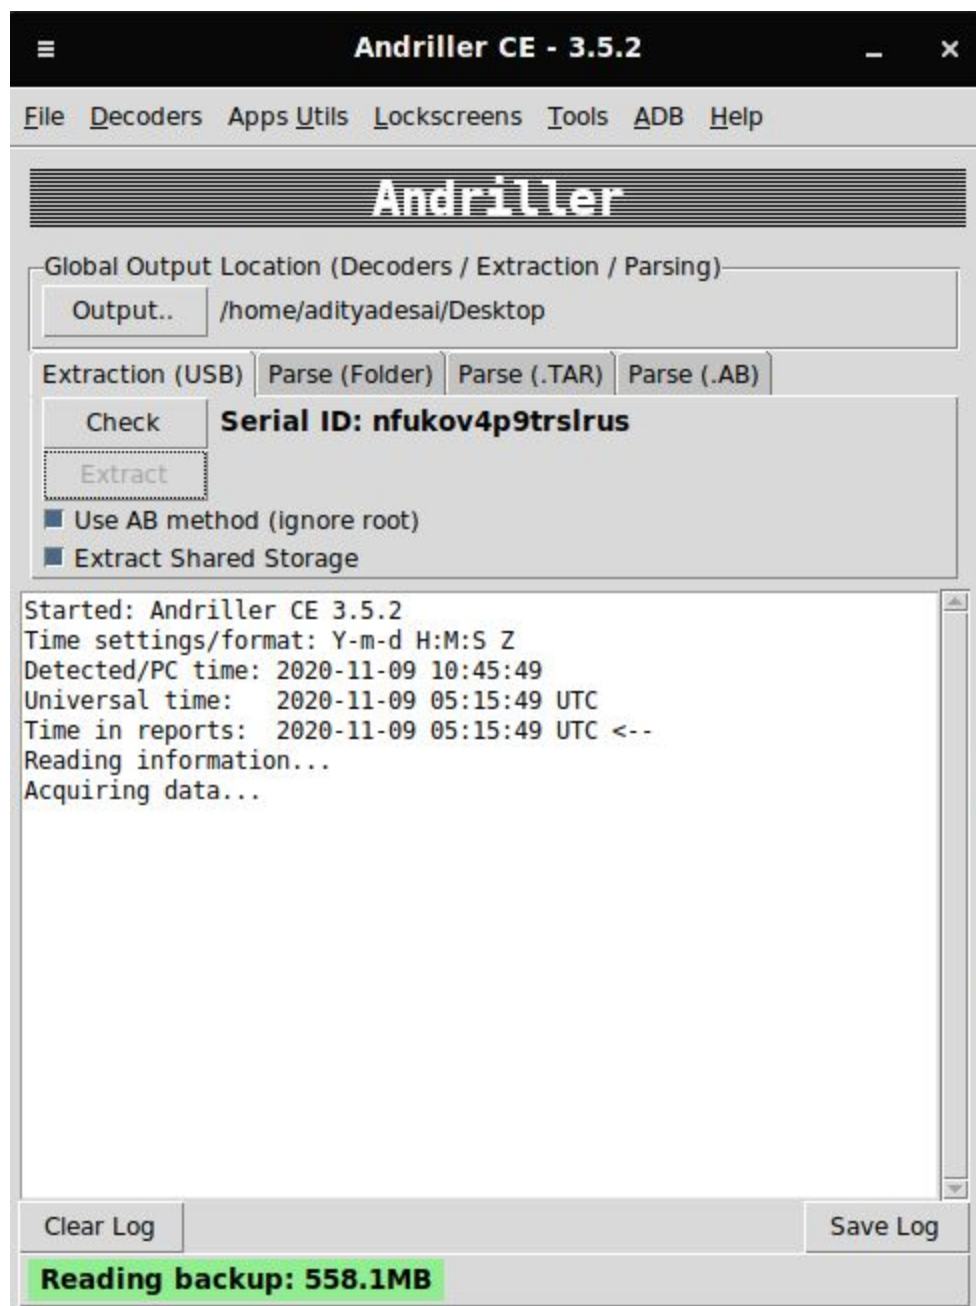 Andriller CE - 3.5.2
File Decoders Apps Utils Lockscreens Tools ADB Help
Andriller
Global Output Location (Decoders / Extraction / Parsing)
Output.. /home/adityadesai/Desktop
Extraction (USB) Parse (Folder) Parse (.TAR) Parse (.AB)
Check Serial ID: nfukov4p9trslrus
Extract
Use AB method (ignore root)
Extract Shared Storage
Started: Andriller CE 3.5.2
Time settings/format: Y-m-d H:M:S Z
Detected/PC time: 2020-11-09 10:45:49
Universal time:   2020-11-09 05:15:49 UTC
Time in reports:  2020-11-09 05:15:49 UTC <--
Reading information...
Acquiring data...
Clear Log Save Log
Reading backup: 558.1MB